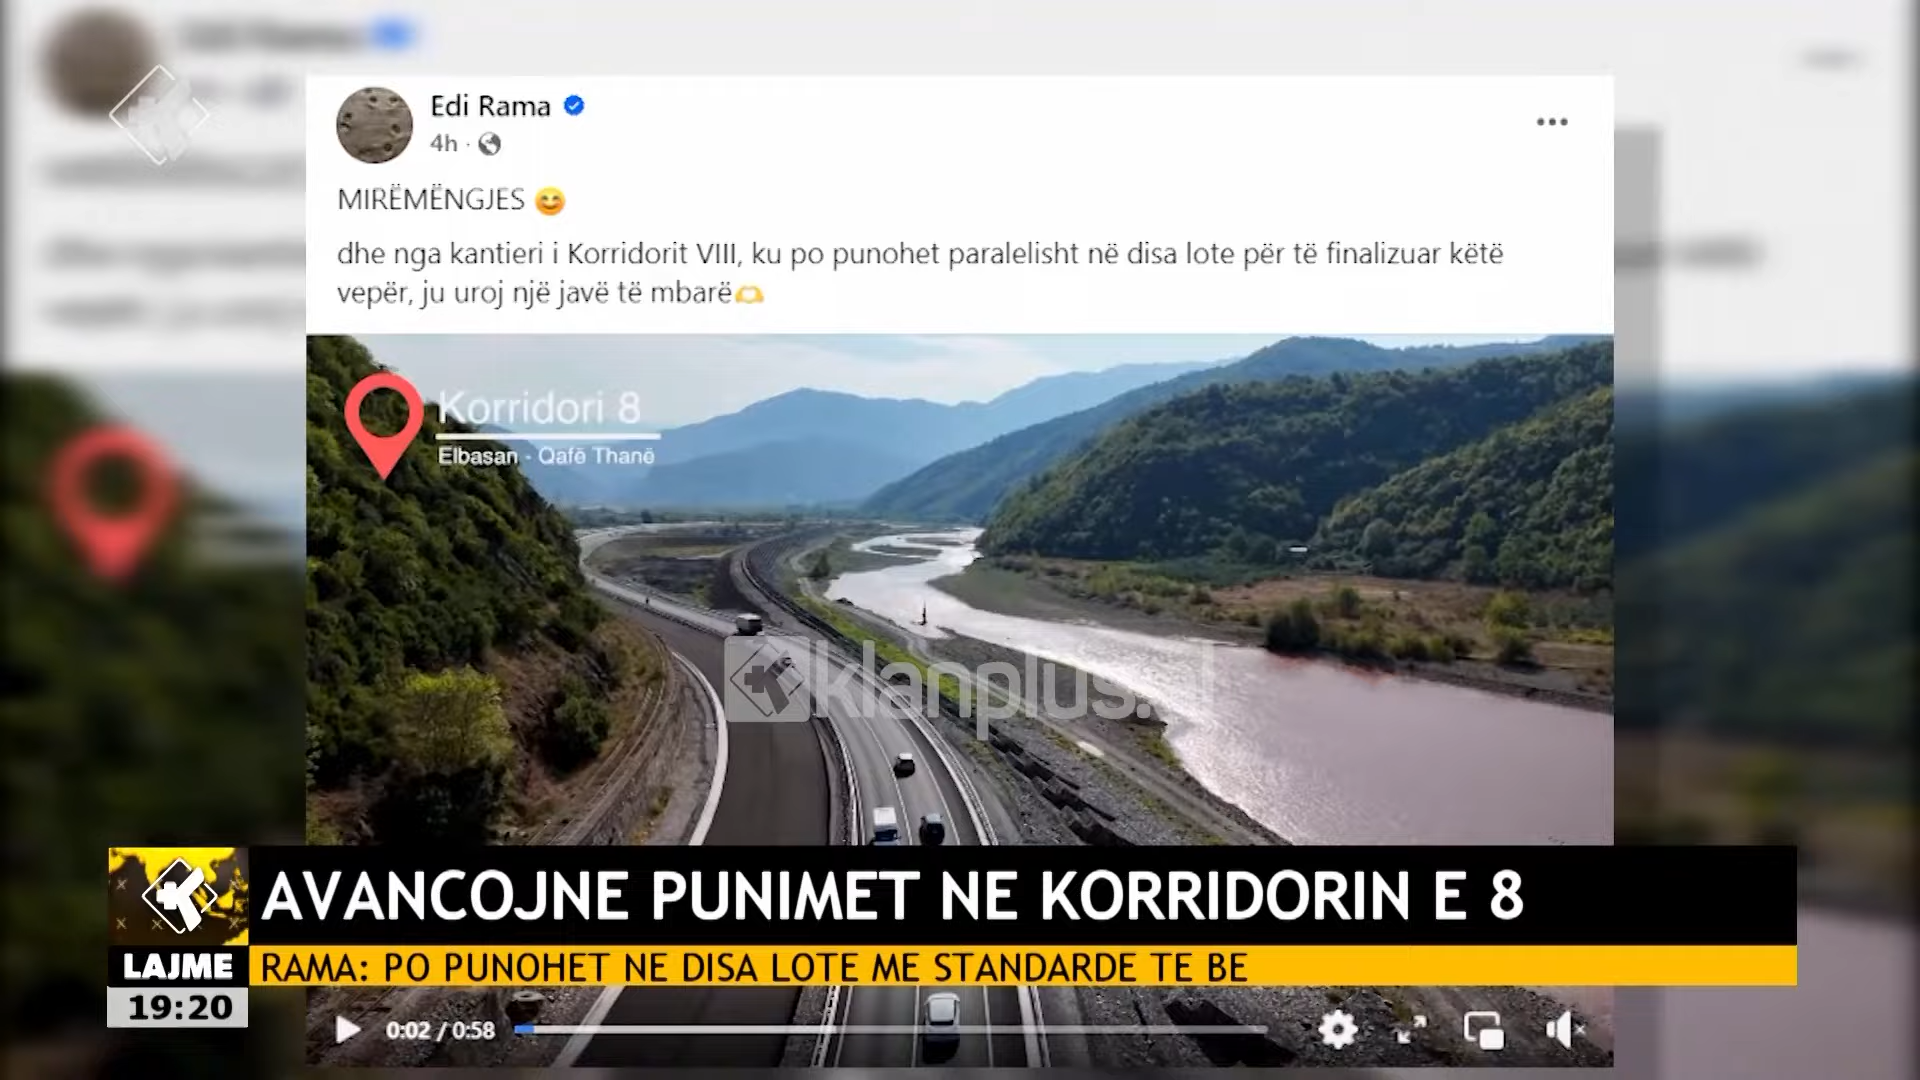 Edi Rama
4h ·
MIRËMËNGJES 😊
dhe nga kantieri i Korridorit VIII, ku po punohet paralelisht në disa lote për të finalizuar këtë
vepër, ju uroj një javë të mbarë🫶
Korridori 8
Elbasan - Qafë Thanë
klanplus.al
AVANCOJNE PUNIMET NE KORRIDORIN E 8
LAJME
RAMA: PO PUNOHET NE DISA LOTE ME STANDARDE TE BE
19:20
0:02 / 0:58